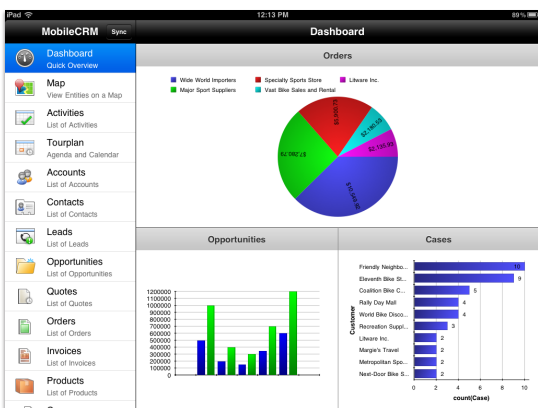 iPad 12:13 PM 89 %
MobileCRM Sync Dashboard
Dashboard
Quick Overview
Map
View Entities on a Map
Activities
List of Activities
Tourplan
Agenda and Calendar
Accounts
List of Accounts
Contacts
List of Contacts
Leads
List of Leads
Opportunities
List of Opportunities
Quotes
List of Quotes
Orders
List of Orders
Invoices
List of Invoices
Products
List of Products
Orders
Wide World Importers Specialty Sports Store Litware Inc.
Major Sport Suppliers Vast Bike Sales and Rental
Opportunities
1200000
1100000
1000000
900000
800000
700000
600000
500000
400000
300000
200000
100000
0
Cases
Customer
Friendly Neighbo... 10
Eleventh Bike St... 9
Coalition Bike C... 5
Rally Day Mall 4
World Bike Disco... 4
Recreation Suppl... 3
Litware Inc. 2
Margie's Travel 2
Metropolitan Spo... 2
Next-Door Bike S... 2
0 2 4 6 8 10
count(Case)